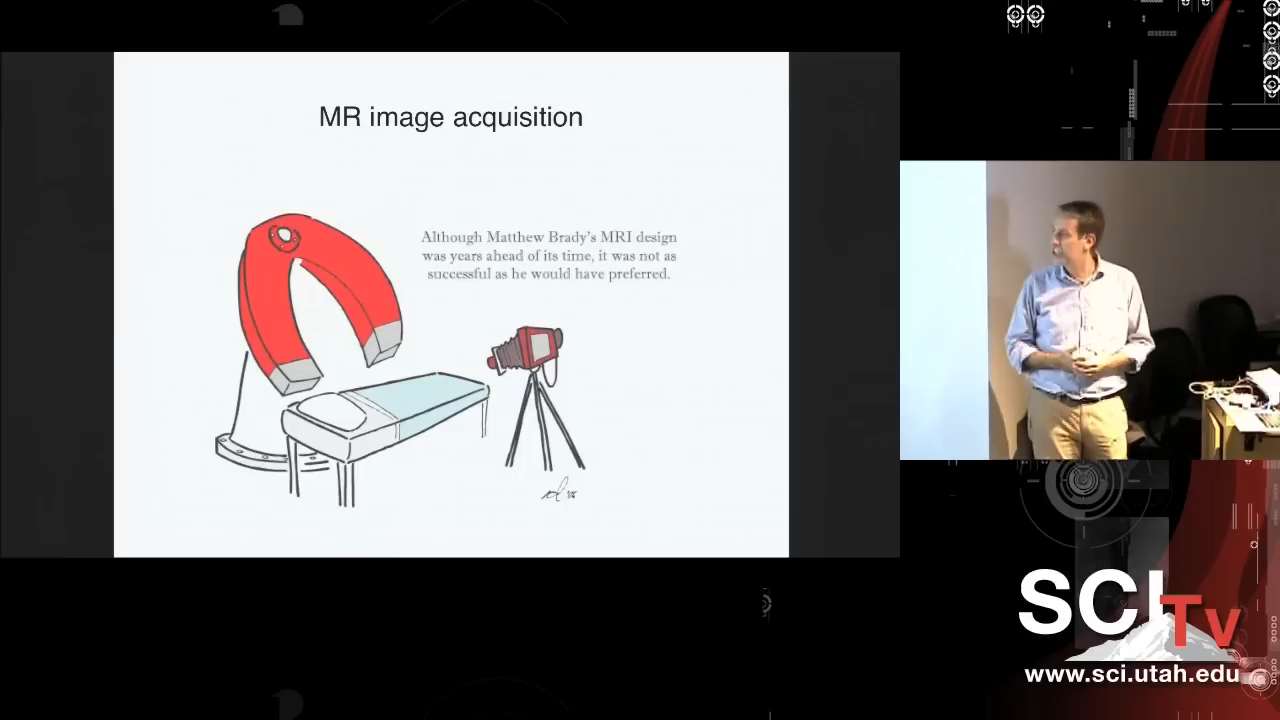 MR image acquisition
Although Matthew Brady's MRI design
was years ahead of its time, it was not as
successful as he would have preferred.
SCI
Tv
www.sci.utah.edu